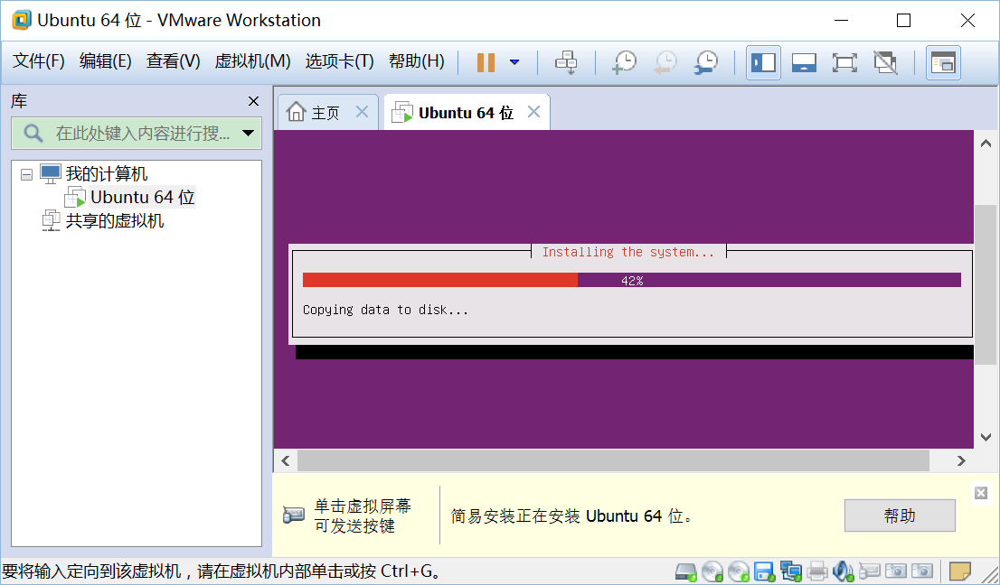 Ubuntu 64 位 - VMware Workstation
文件(F) 编辑(E) 查看(V) 虚拟机(M) 选项卡(T) 帮助(H)
库
在此处键入内容进行搜...
我的计算机
Ubuntu 64 位
共享的虚拟机
主页
Ubuntu 64 位
Installing the system...
42%
Copying data to disk...
单击虚拟屏幕
可发送按键
简易安装正在安装 Ubuntu 64 位。
帮助
要将输入定向到该虚拟机，请在虚拟机内部单击或按 Ctrl+G。